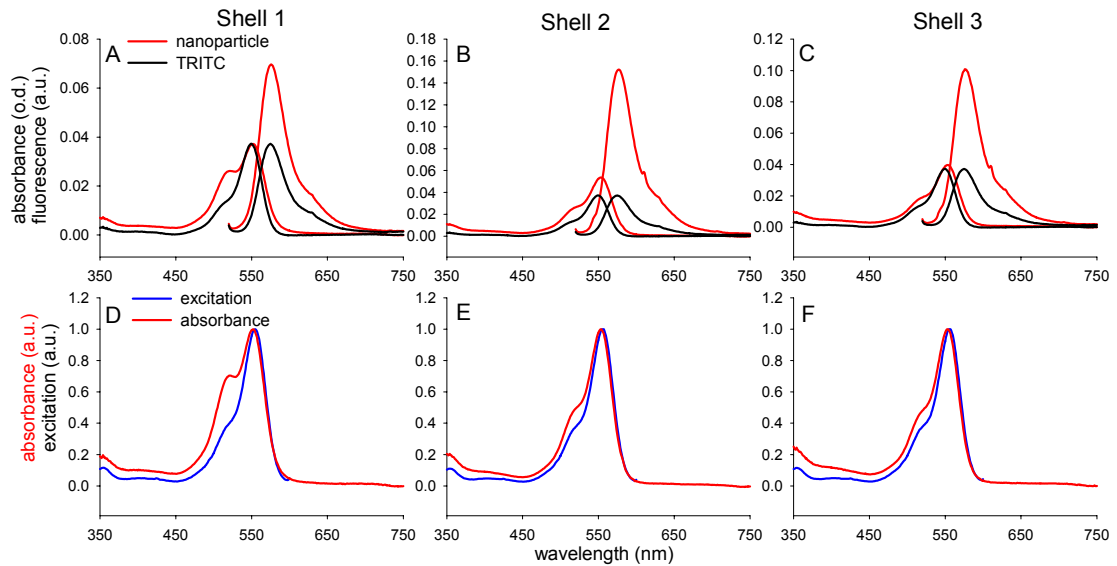 Shell 1
Shell 2
Shell 3
absorbance (o.d.)
fluorescence (a.u.)
A
nanoparticle
TRITC
0.08
0.06
0.04
0.02
0.00
350 450 550 650 750
B
0.18
0.16
0.14
0.12
0.10
0.08
0.06
0.04
0.02
0.00
350 450 550 650 750
C
0.12
0.10
0.08
0.06
0.04
0.02
0.00
350 450 550 650 750
absorbance (a.u.)
excitation (a.u.)
D
excitation
absorbance
1.2
1.0
0.8
0.6
0.4
0.2
0.0
350 450 550 650 750
E
1.2
1.0
0.8
0.6
0.4
0.2
0.0
350 450 550 650 750
F
1.2
1.0
0.8
0.6
0.4
0.2
0.0
350 450 550 650 750
wavelength (nm)